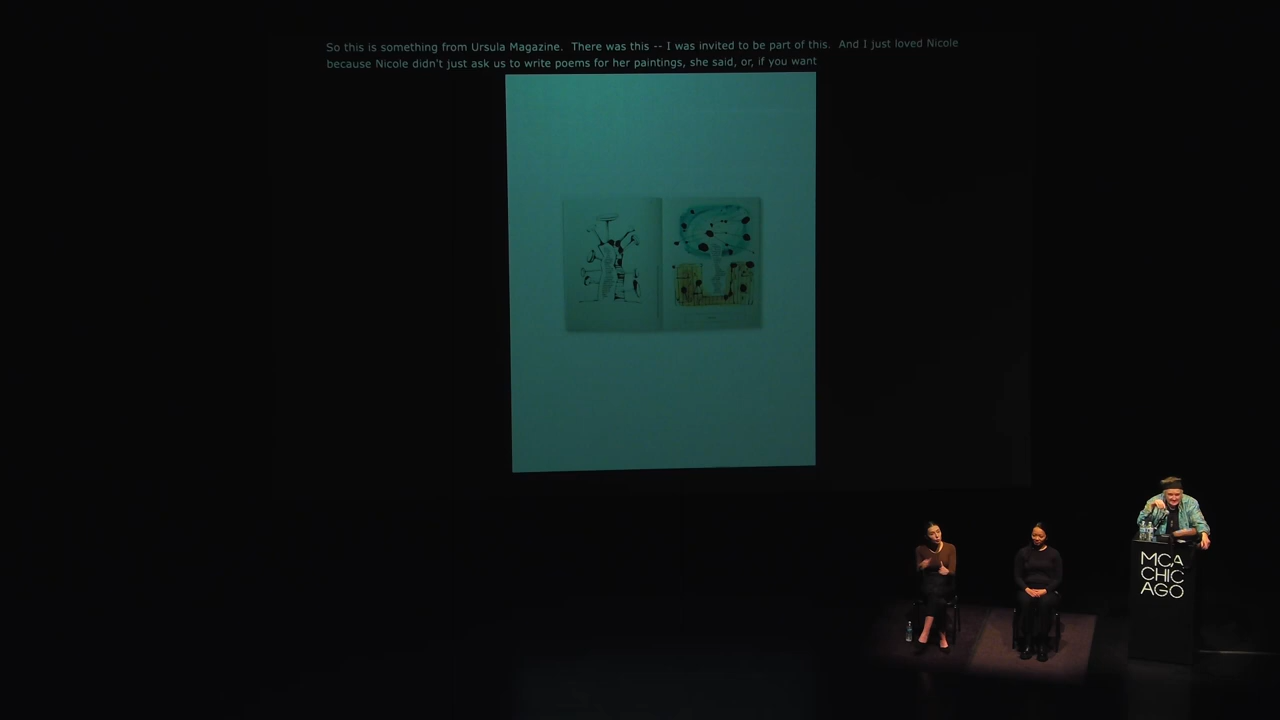 So this is something from Ursula Magazine.  There was this -- I was invited to be part of this.  And I just loved Nicole
because Nicole didn't just ask us to write poems for her paintings, she said, or, if you want
MCA
CHIC
AGO